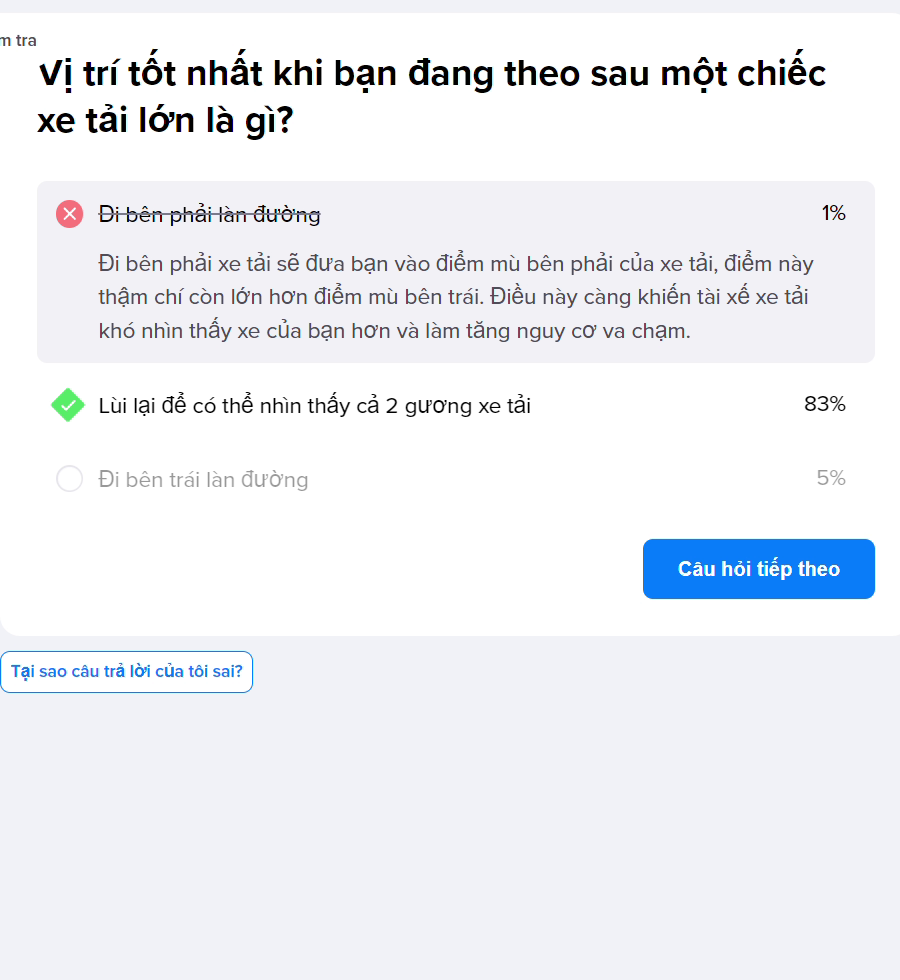 m tra
Vị trí tốt nhất khi bạn đang theo sau một chiếc
xe tải lớn là gì?
Đi bên phải làn đường
1%
Đi bên phải xe tải sẽ đưa bạn vào điểm mù bên phải của xe tải, điểm này
thậm chí còn lớn hơn điểm mù bên trái. Điều này càng khiến tài xế xe tải
khó nhìn thấy xe của bạn hơn và làm tăng nguy cơ va chạm.
Lùi lại để có thể nhìn thấy cả 2 gương xe tải
83%
Đi bên trái làn đường
5%
Câu hỏi tiếp theo
Tại sao câu trả lời của tôi sai?